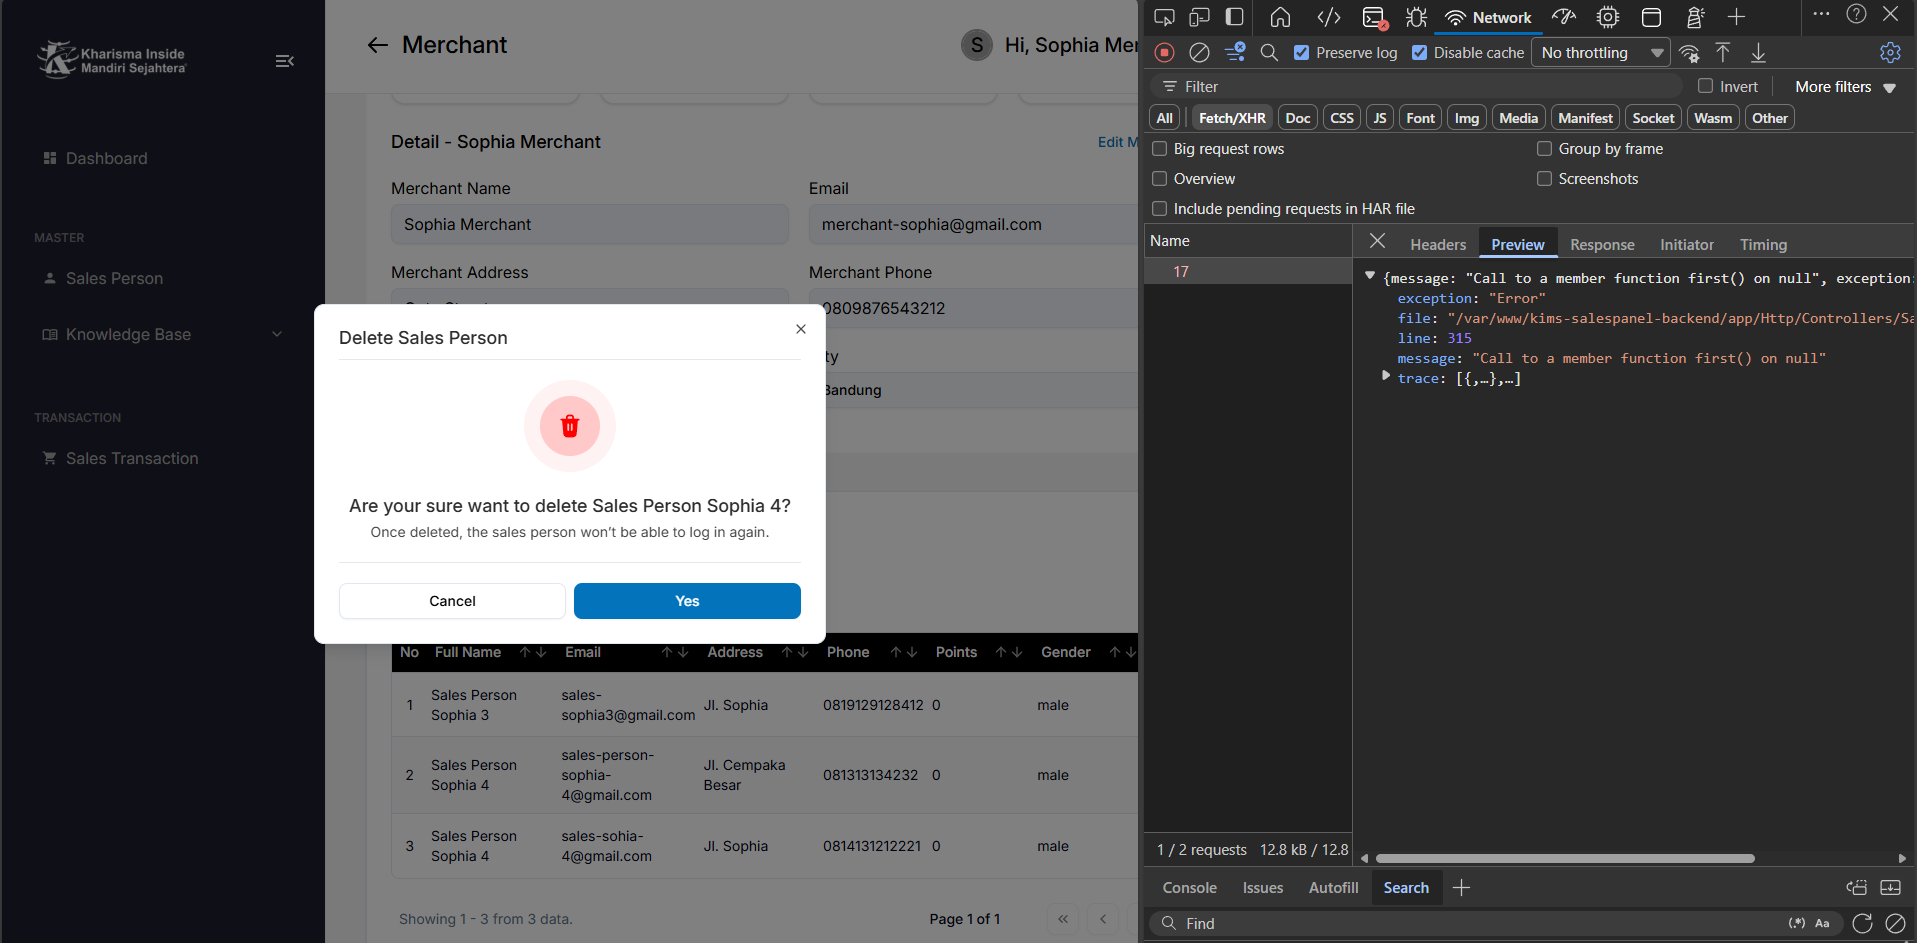 Kharisma Inside
Mandiri Sejahtera
Dashboard
MASTER
Sales Person
Knowledge Base
TRANSACTION
Sales Transaction
Merchant
S
Hi, Sophia Mer
Detail - Sophia Merchant
Edit M
Merchant Name
Email
Sophia Merchant
merchant-sophia@gmail.com
Merchant Address
Merchant Phone
0809876543212
ty
Bandung
Delete Sales Person
Are your sure want to delete Sales Person Sophia 4?
Once deleted, the sales person won't be able to log in again.
Cancel
Yes
No Full Name Email Address Phone Points Gender
1 Sales Person Sophia 3 sales-sophia3@gmail.com Jl. Sophia 0819129128412 0 male
2 Sales Person Sophia 4 sales-person-sophia-4@gmail.com Jl. Cempaka Besar 081313134232 0 male
3 Sales Person Sophia 4 sales-sohia-4@gmail.com Jl. Sophia 0814131212221 0 male
Showing 1 - 3 from 3 data.
Page 1 of 1
Network
Preserve log
Disable cache
No throttling
Filter
Invert
More filters
All Fetch/XHR Doc CSS JS Font Img Media Manifest Socket Wasm Other
Big request rows
Group by frame
Overview
Screenshots
Include pending requests in HAR file
Name
Headers Preview Response Initiator Timing
17
{message: "Call to a member function first() on null", exception:
exception: "Error"
file: "/var/www/kims-salespanel-backend/app/Http/Controllers/Sa
line: 315
message: "Call to a member function first() on null"
trace: [{,…},…]
1 / 2 requests 12.8 kB / 12.8
Console Issues Autofill Search
Find
(.*) Aa